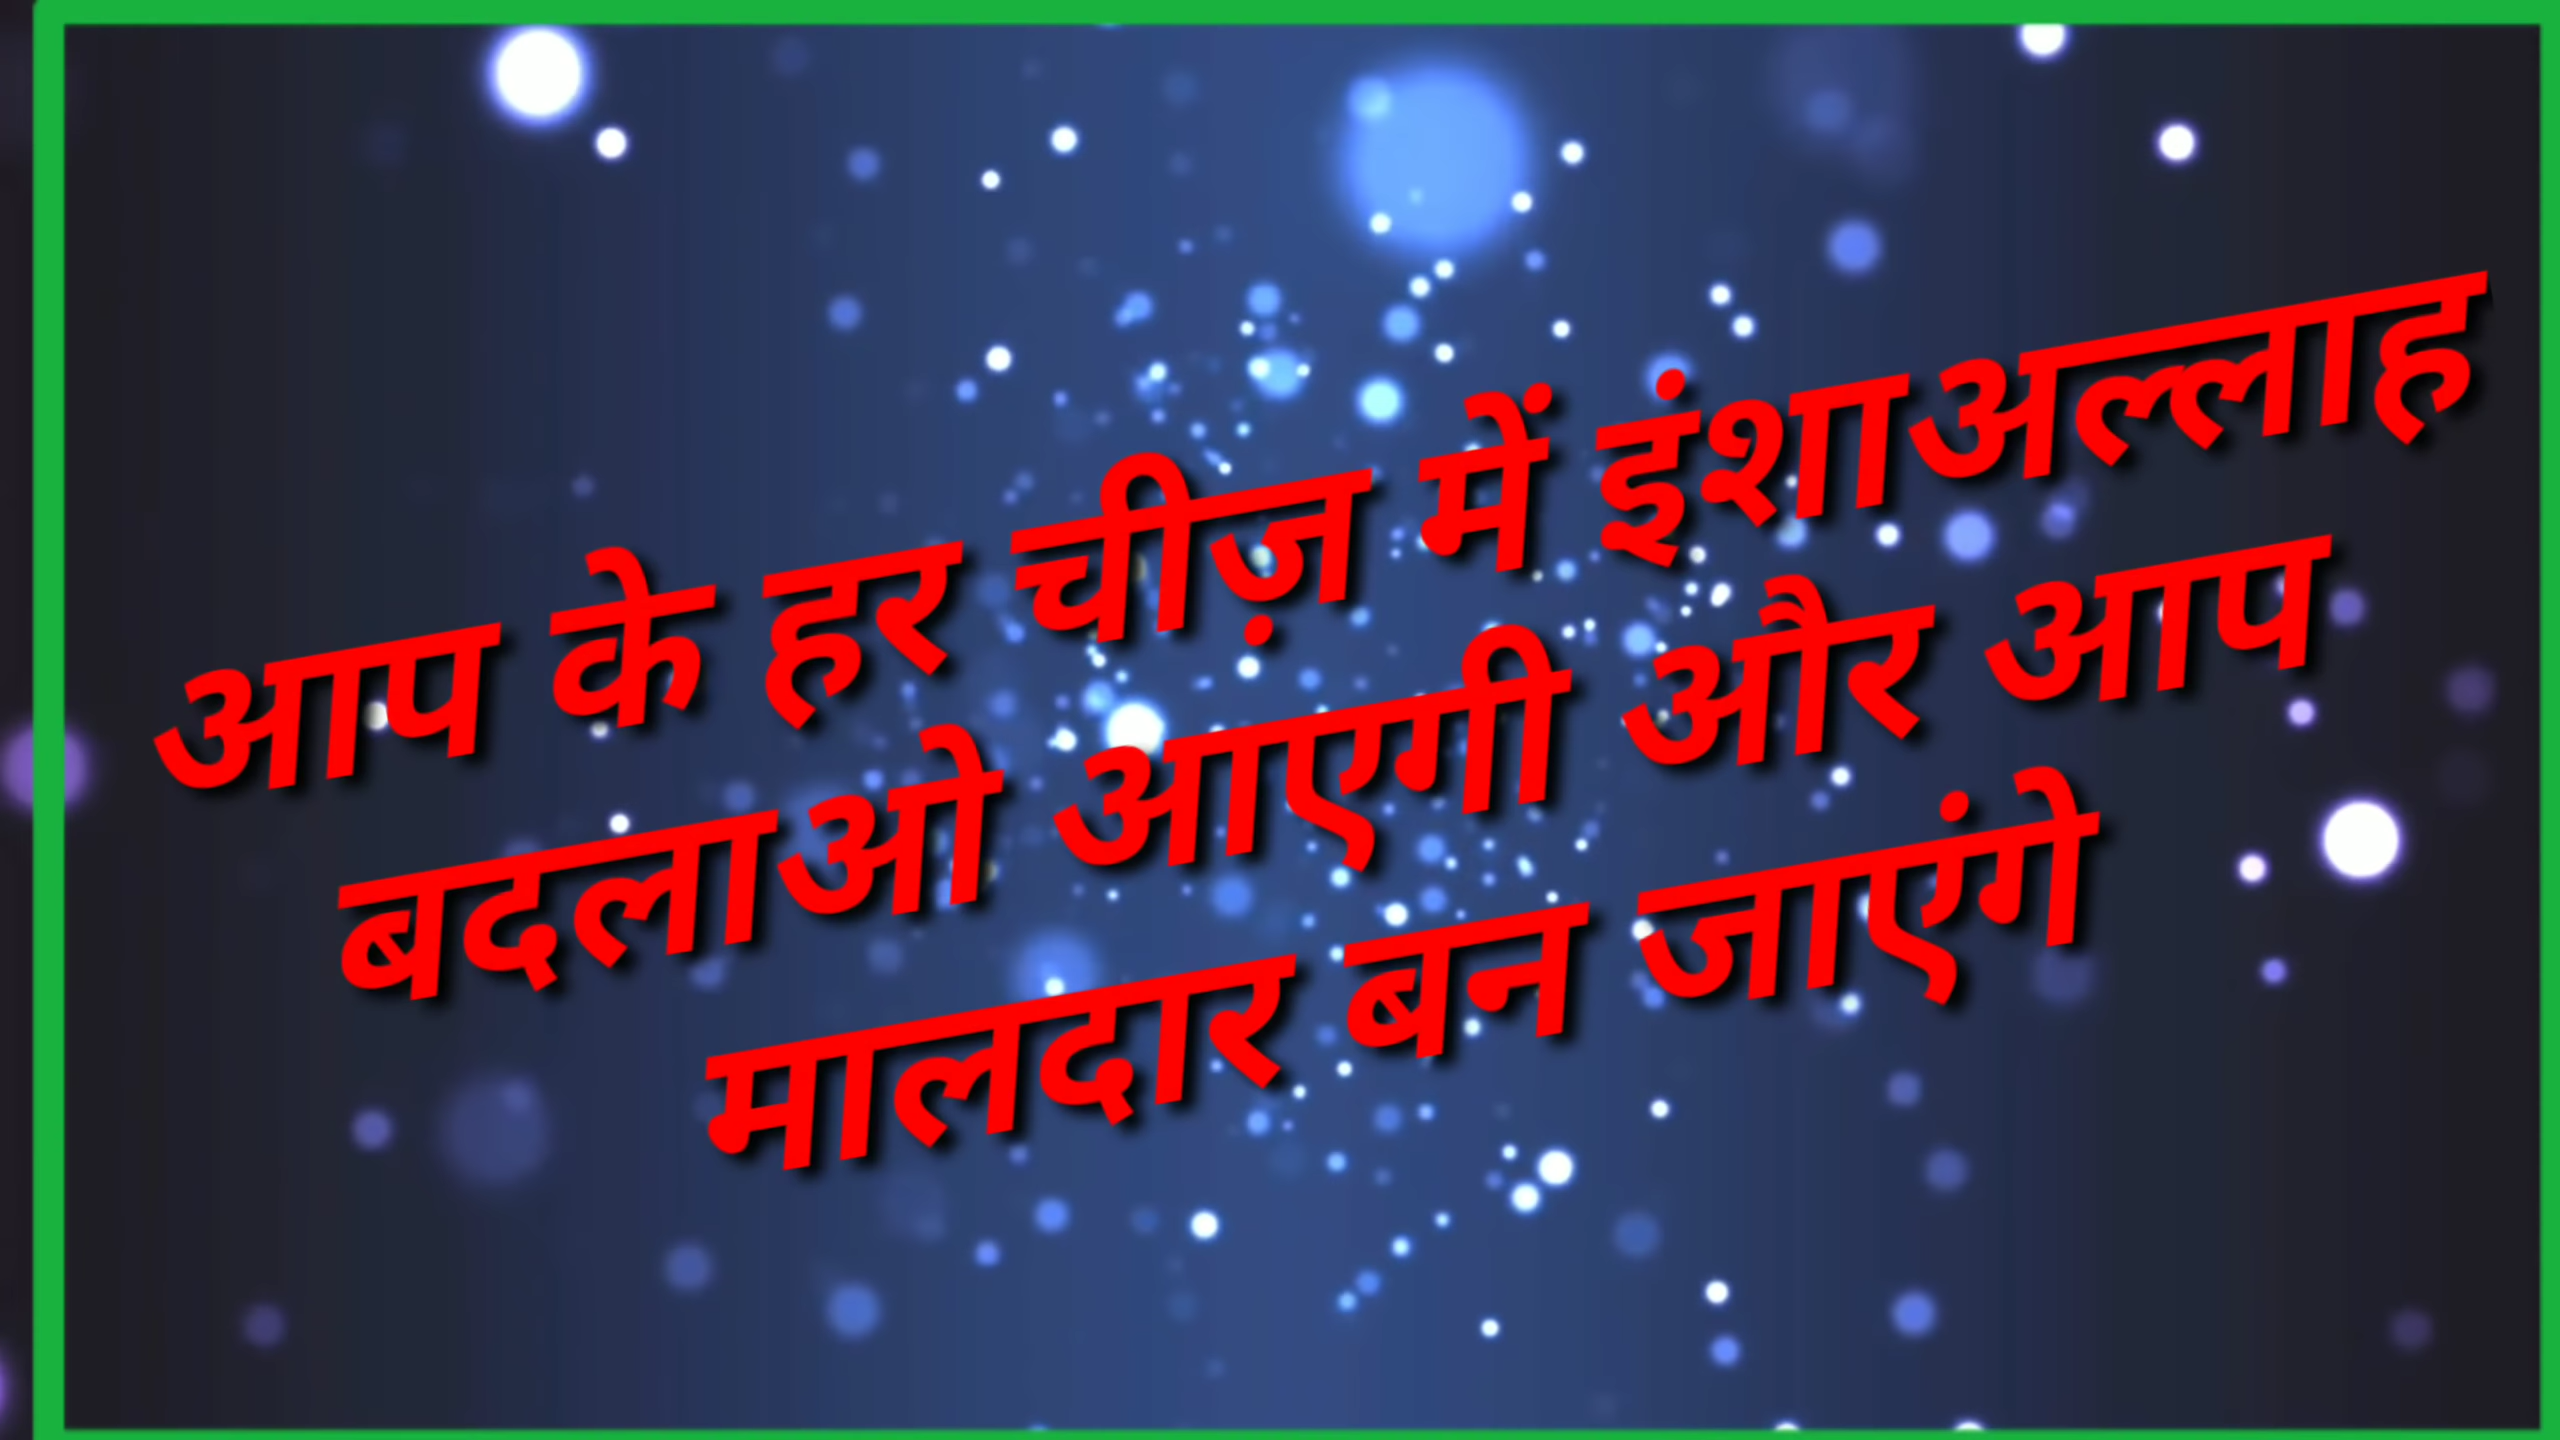 आप के हर चीज़ में इंशाअल्लाह
बदलाओ आएगी और आप
मालदार बन जाएंगे